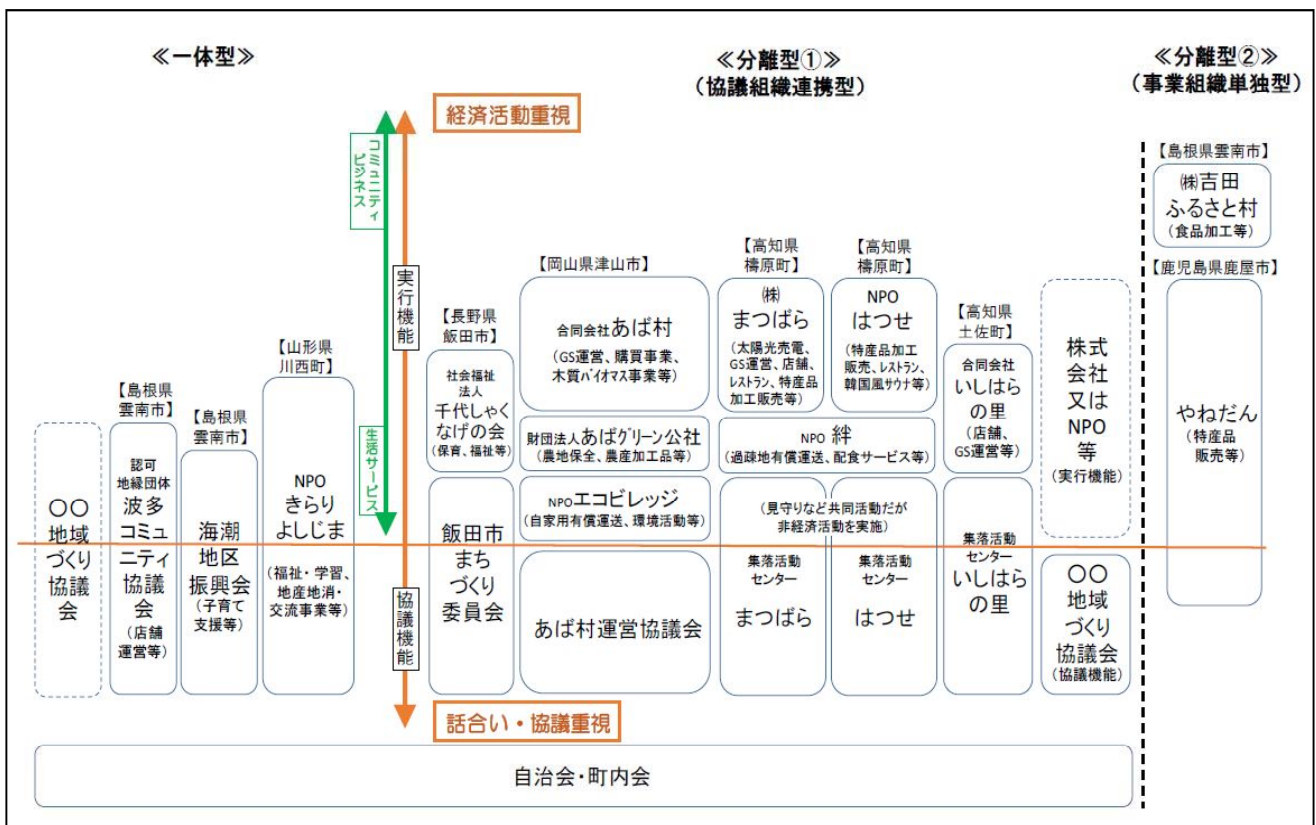 ≪一体型≫
≪分離型①≫
(協議組織連携型)
≪分離型②≫
(事業組織単独型)
経済活動重視
コミュニティ
ビジネス
生活サービス
実行機能
協議機能
話合い・協議重視
〇〇
地域
づくり
協議
会
【島根県
雲南市】
認可
地縁団体
波多
コミュ
ニティ
協議
会
(店舗
運営等)
【島根県
雲南市】
海潮
地区
振興会
(子育て
支援等)
【山形県
川西町】
NPO
きらり
よしじま
(福祉・学習、
地産地消・
交流事業等)
【長野県
飯田市】
社会福祉
法人
千代しゃく
なげの会
(保育、福祉等)
飯田市
まち
づくり
委員会
【岡山県津山市】
合同会社あば村
(GS運営、購買事業、
木質バイオマス事業等)
財団法人あばグリーン公社
(農地保全、農産加工品等)
NPOエコビレッジ
(自家用有償運送、環境活動等)
あば村運営協議会
【高知県
檮原町】
㈱
まつばら
(太陽光売電、
GS運営、店舗、
レストラン、特産品
加工販売等)
【高知県
檮原町】
NPO
はつせ
(特産品加工
販売、レストラン、
韓国風サウナ等)
NPO 絆
(過疎地有償運送、配食サービス等)
(見守りなど共同活動だが
非経済活動を実施)
集落活動
センター
まつばら
集落活動
センター
はつせ
【高知県
土佐町】
合同会社
いしはら
の里
(店舗、
GS運営等)
集落活動
センター
いしはら
の里
株式
会社
又は
NPO
等
(実行機能)
〇〇
地域
づくり
協議会
(協議機能)
【島根県雲南市】
㈱吉田
ふるさと村
(食品加工等)
【鹿児島県鹿屋市】
やねだん
(特産品
販売等)
自治会・町内会